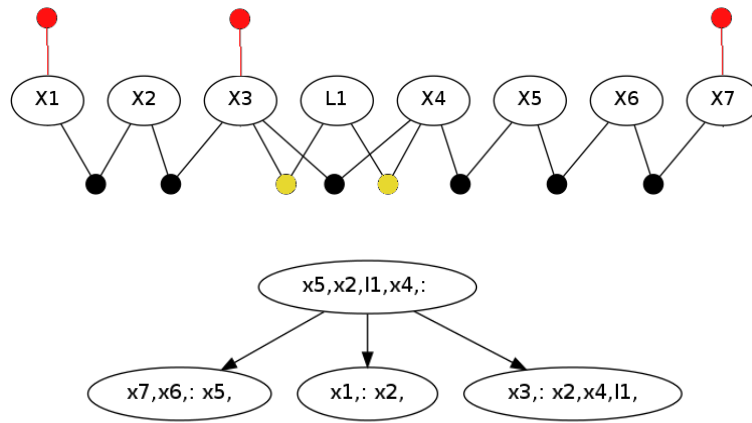 X1 X2 X3 L1 X4 X5 X6 X7
x5,x2,l1,x4,:
x7,x6,: x5, x1,: x2, x3,: x2,x4,l1,